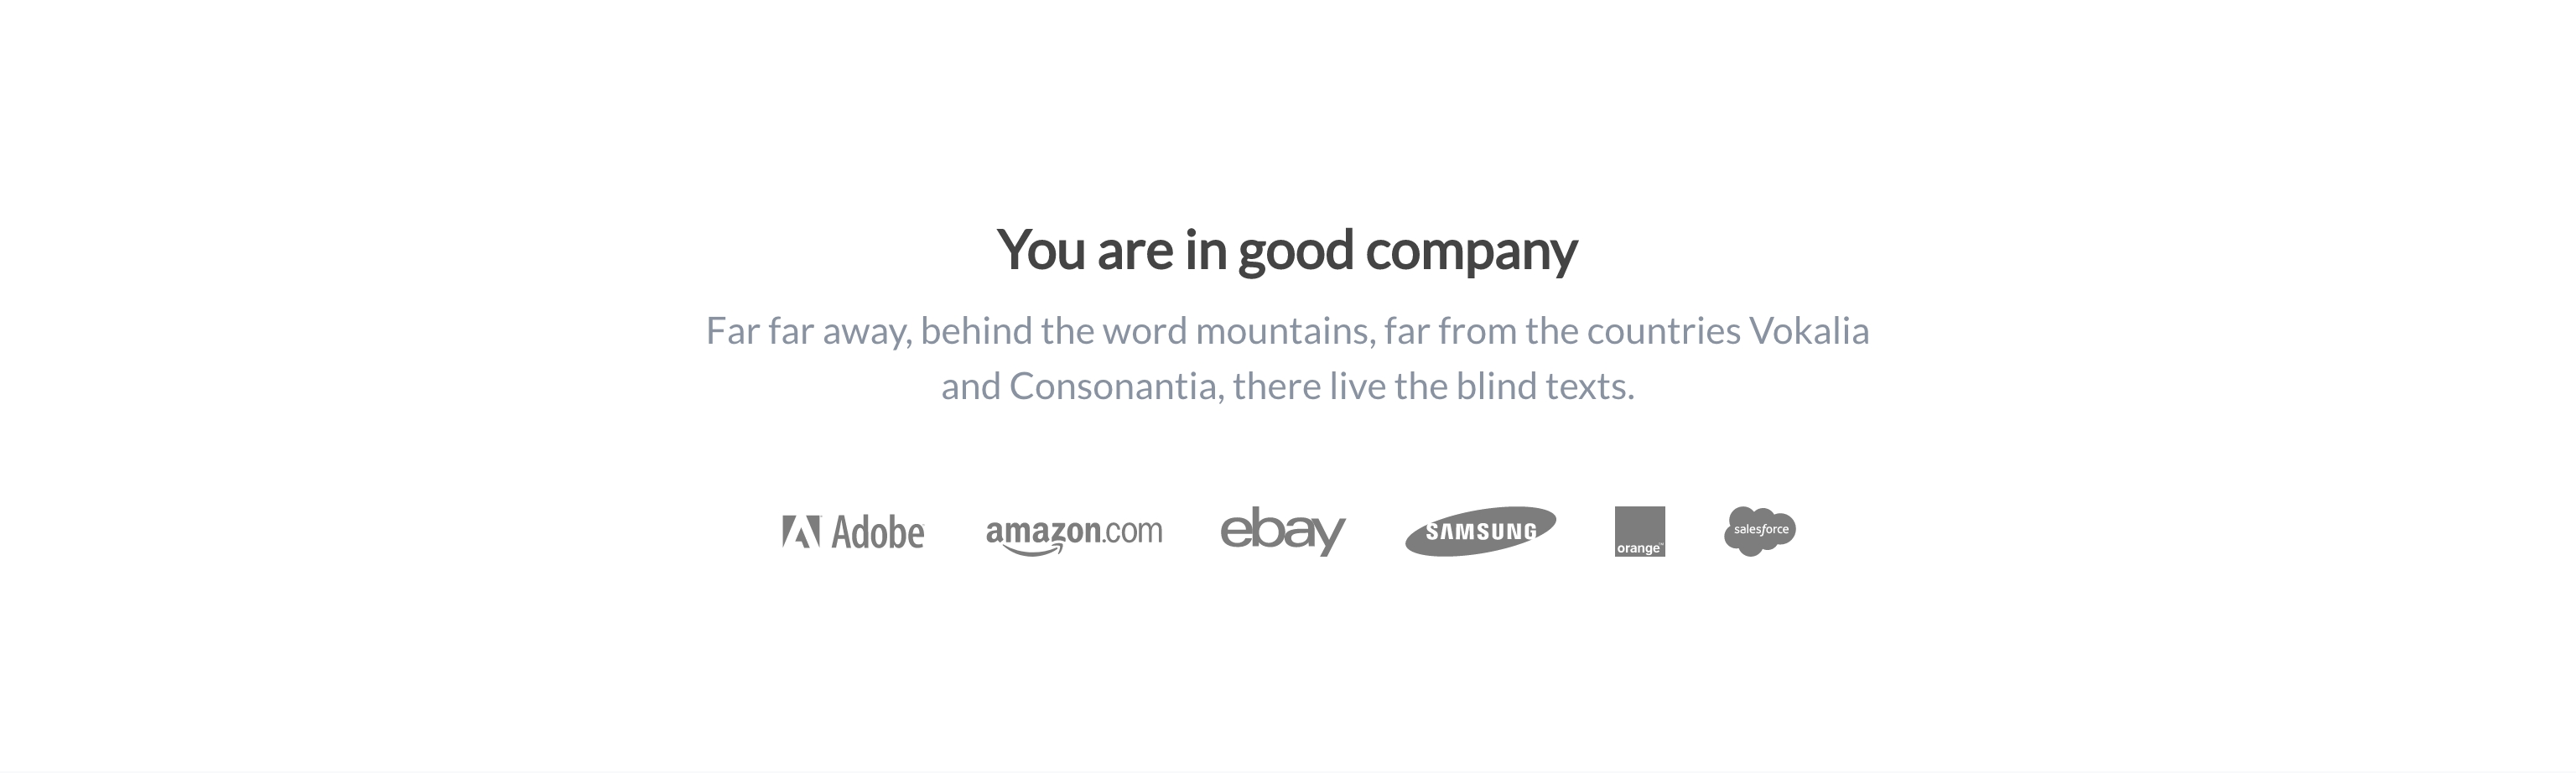 You are in good company
Far far away, behind the word mountains, far from the countries Vokalia
and Consonantia, there live the blind texts.
Adobe amazon.com ebay SAMSUNG orange™ salesforce